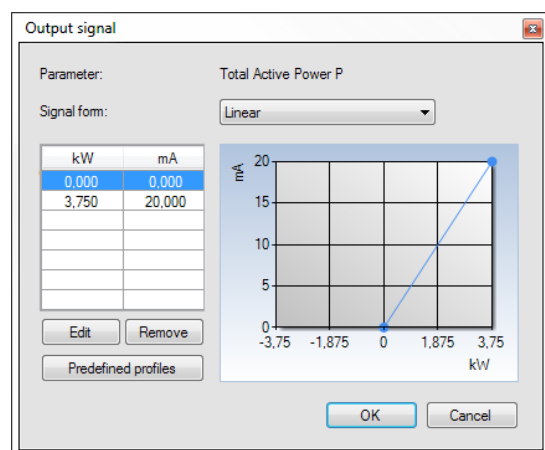 Output signal
Parameter: Total Active Power P
Signal form: Linear
kW mA
0,000 0,000
3,750 20,000
Edit Remove
Predefined profiles
mA
20
15
10
5
0
-3,75 -1,875 0 1,875 3,75
kW
OK Cancel